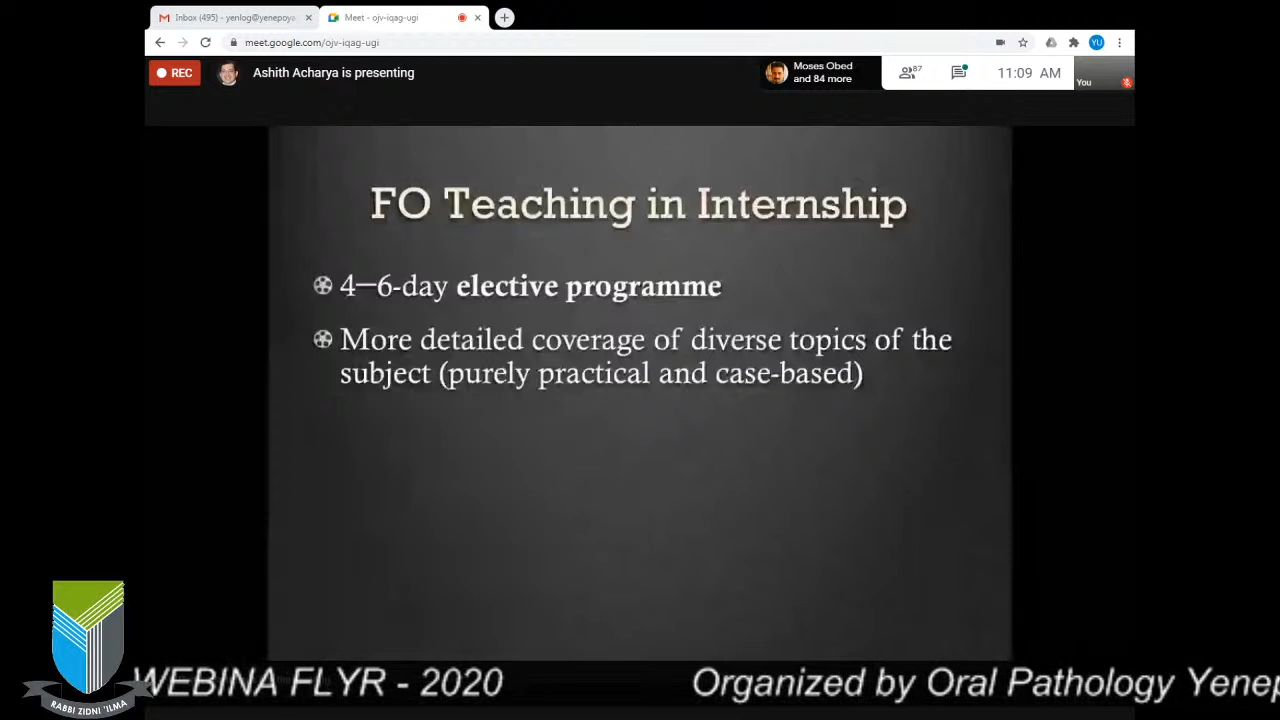 Inbox (495) - yenlog@yenepoya
Meet - ojv-iqag-ugi
meet.google.com/ojv-iqag-ugi
YU
REC
Ashith Acharya is presenting
Moses Obed
and 84 more
87
11:09 AM
You
FO Teaching in Internship
4–6-day elective programme
More detailed coverage of diverse topics of the
subject (purely practical and case-based)
WEBINA FLYR - 2020
Organized by Oral Pathology Yenep
RABBI ZIDNI 'ILMA